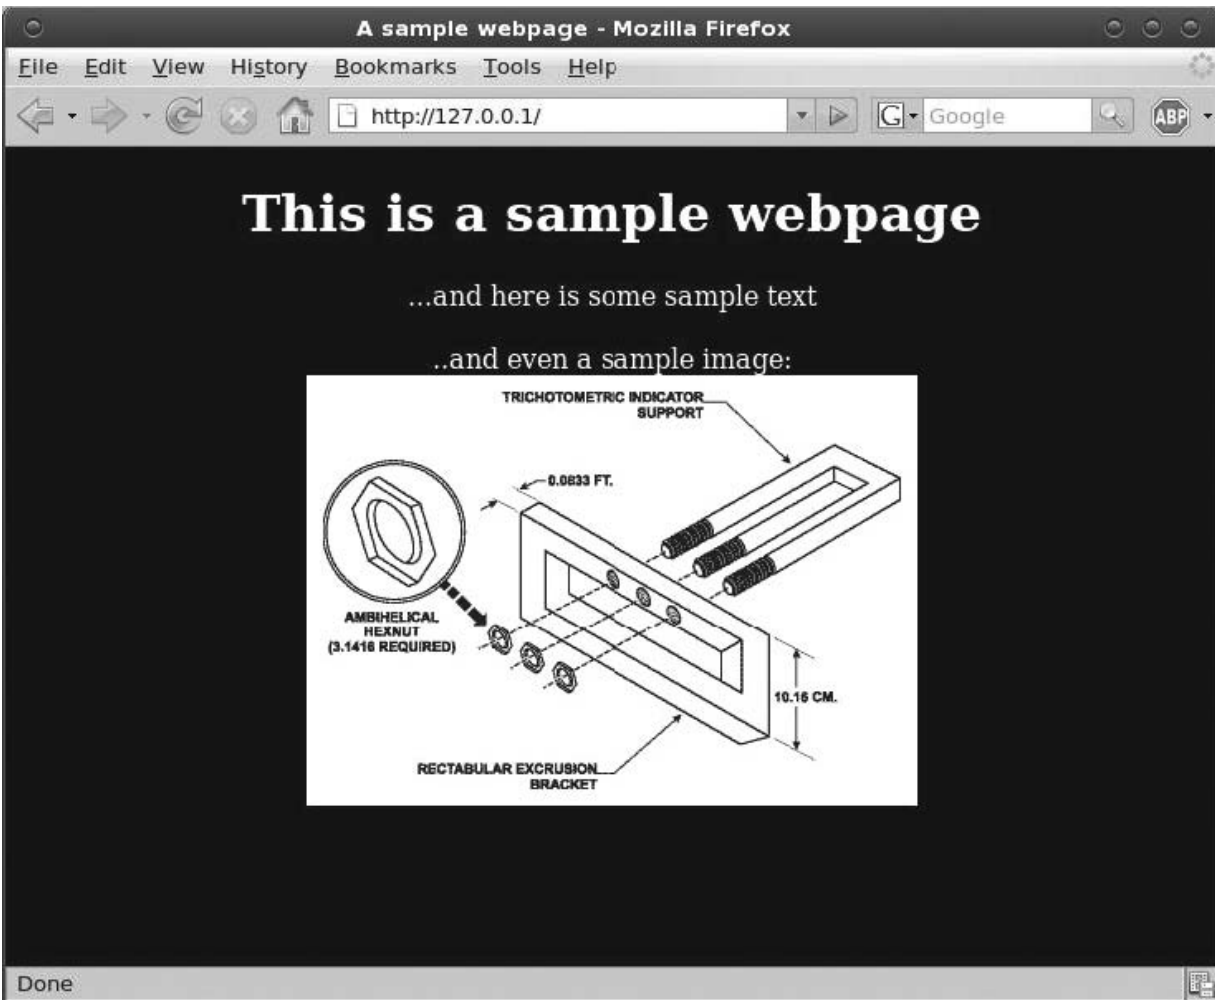 A sample webpage - Mozilla Firefox
File Edit View History Bookmarks Tools Help
http://127.0.0.1/ G Google ABP
This is a sample webpage
...and here is some sample text
..and even a sample image:
TRICHOTOMETRIC INDICATOR
SUPPORT
0.0833 FT.
AMBIHELICAL
HEXNUT
(3.1416 REQUIRED)
10.16 CM.
RECTABULAR EXCRUSION
BRACKET
Done